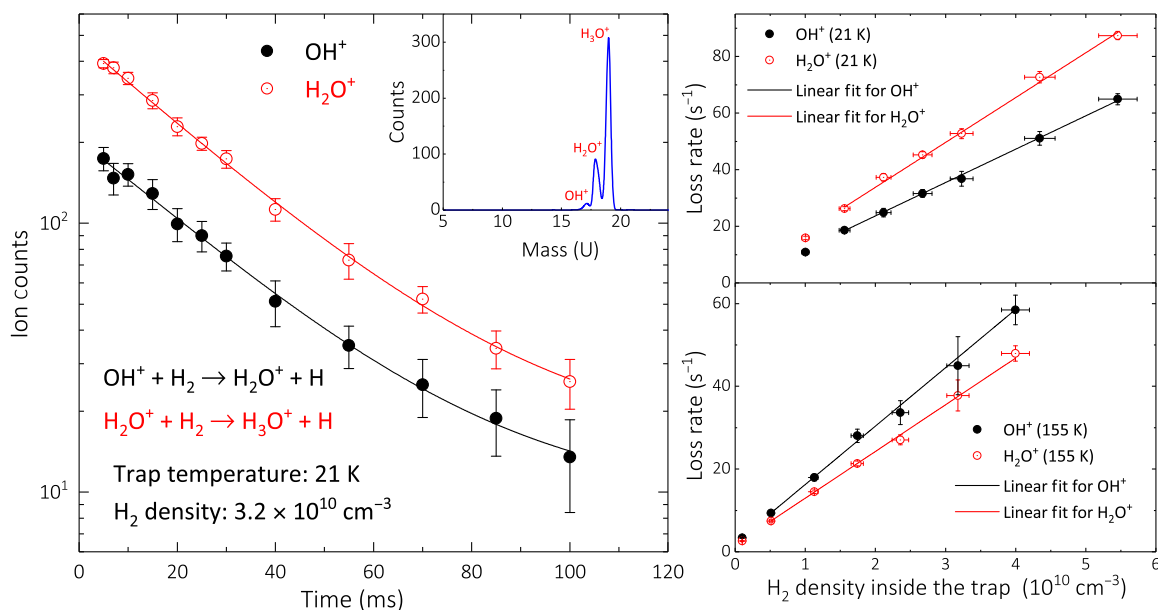 OH⁺
H₂O⁺
Ion counts
10²
10¹
0 20 40 60 80 100 120
Time (ms)
OH⁺ + H₂ → H₂O⁺ + H
H₂O⁺ + H₂ → H₃O⁺ + H
Trap temperature: 21 K
H₂ density: 3.2 × 10¹⁰ cm⁻³
Counts
300
200
100
0
5 10 15 20
Mass (U)
H₃O⁺
H₂O⁺
OH⁺
Loss rate (s⁻¹)
80
60
40
20
0
OH⁺ (21 K)
H₂O⁺ (21 K)
Linear fit for OH⁺
Linear fit for H₂O⁺
Loss rate (s⁻¹)
60
40
20
0
OH⁺ (155 K)
H₂O⁺ (155 K)
Linear fit for OH⁺
Linear fit for H₂O⁺
0 1 2 3 4 5 6
H₂ density inside the trap (10¹⁰ cm⁻³)